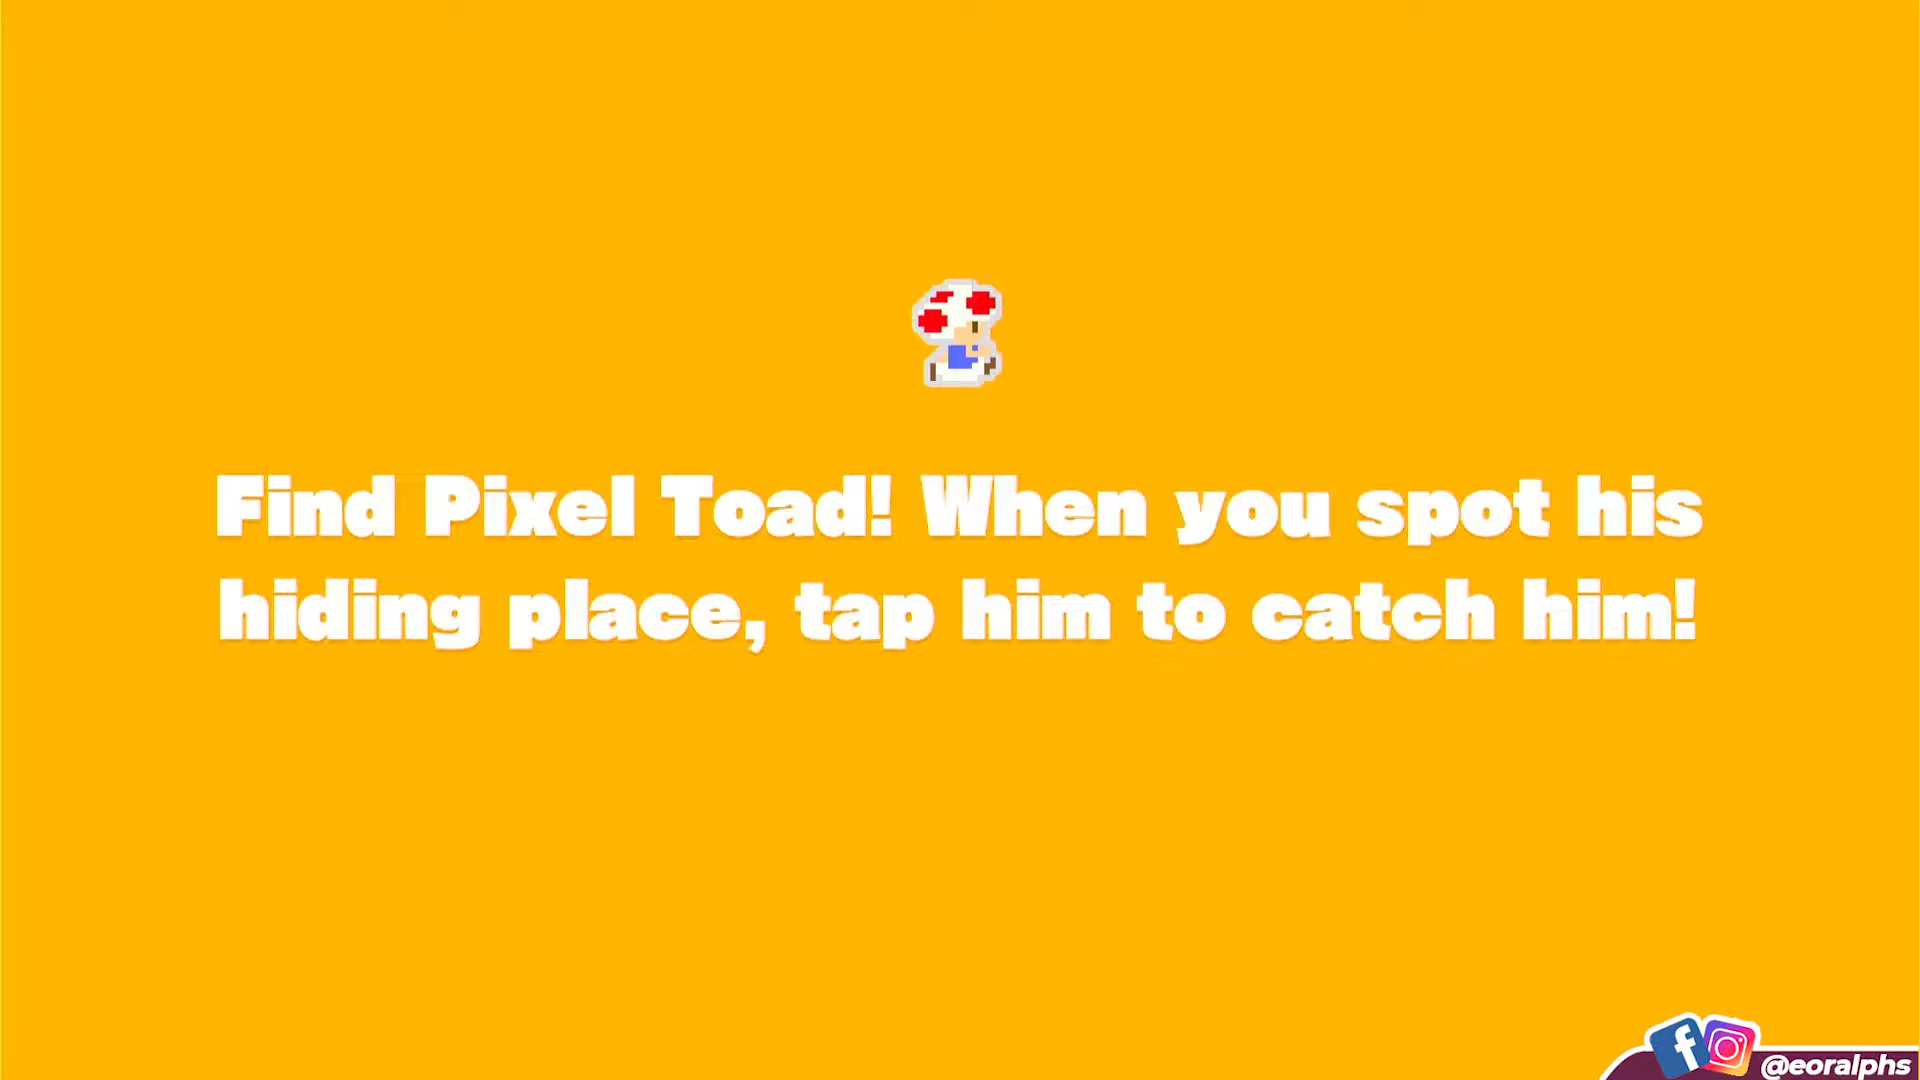 Find Pixel Toad! When you spot his
hiding place, tap him to catch him!
@eoralphs